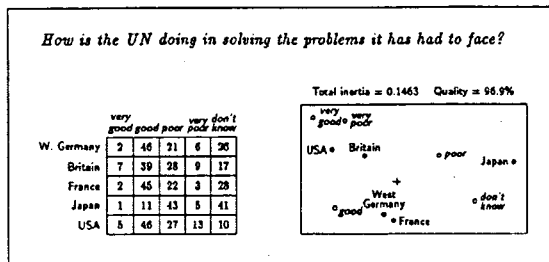 How is the UN doing in solving the problems it has had to face?
very good good poor very poor don't know
W. Germany 2 46 21 6 26
Britain 7 39 28 9 17
France 2 45 22 3 28
Japan 1 11 43 5 41
USA 5 46 27 13 10
Total inertia = 0.1463 Quality = 96.9%
very good
very poor
USA
Britain
poor
Japan
West Germany
good
France
don't know